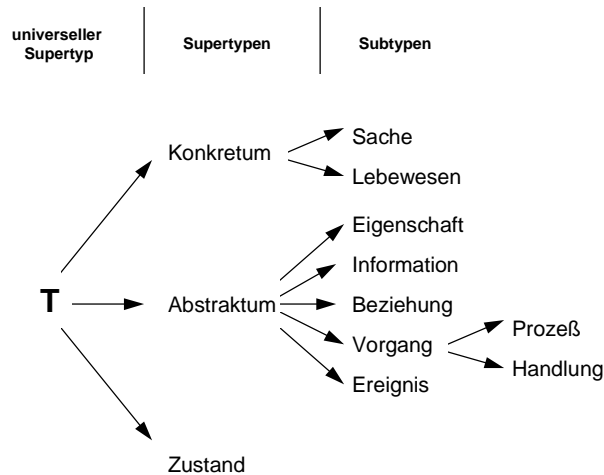 universeller
Supertyp
Supertypen
Subtypen
Konkretum
Sache
Lebewesen
Eigenschaft
Information
T
Abstraktum
Beziehung
Vorgang
Prozeß
Handlung
Ereignis
Zustand